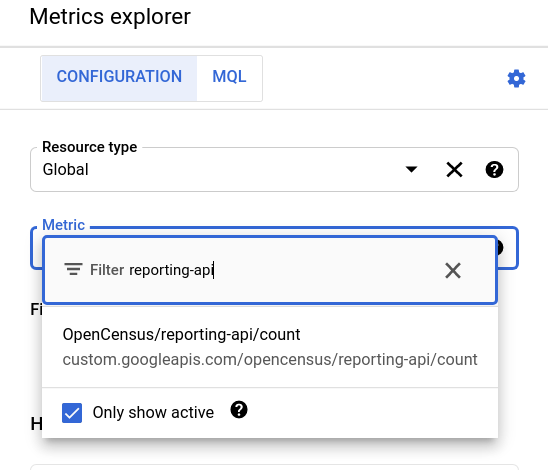 Metrics explorer
CONFIGURATION MQL
Resource type
Global
Metric
Filter reporting-api
Fi
OpenCensus/reporting-api/count
custom.googleapis.com/opencensus/reporting-api/count
Only show active
H